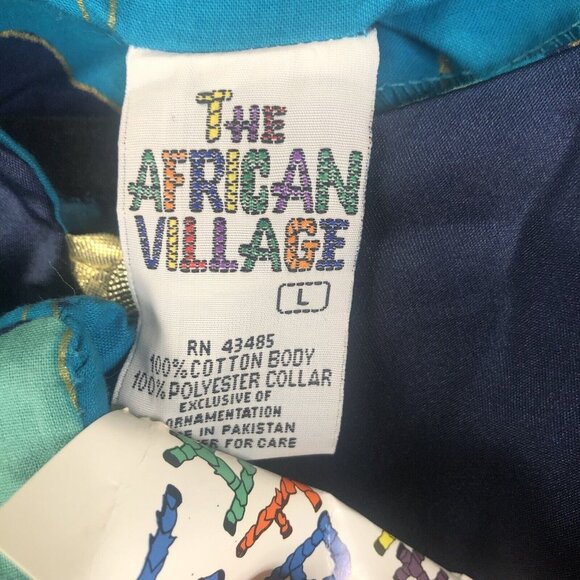 THE
AFRICAN
VILLAGE
L
RN 43485
100% COTTON BODY
100% POLYESTER COLLAR
EXCLUSIVE OF
ORNAMENTATION
IN PAKISTAN
FOR CARE